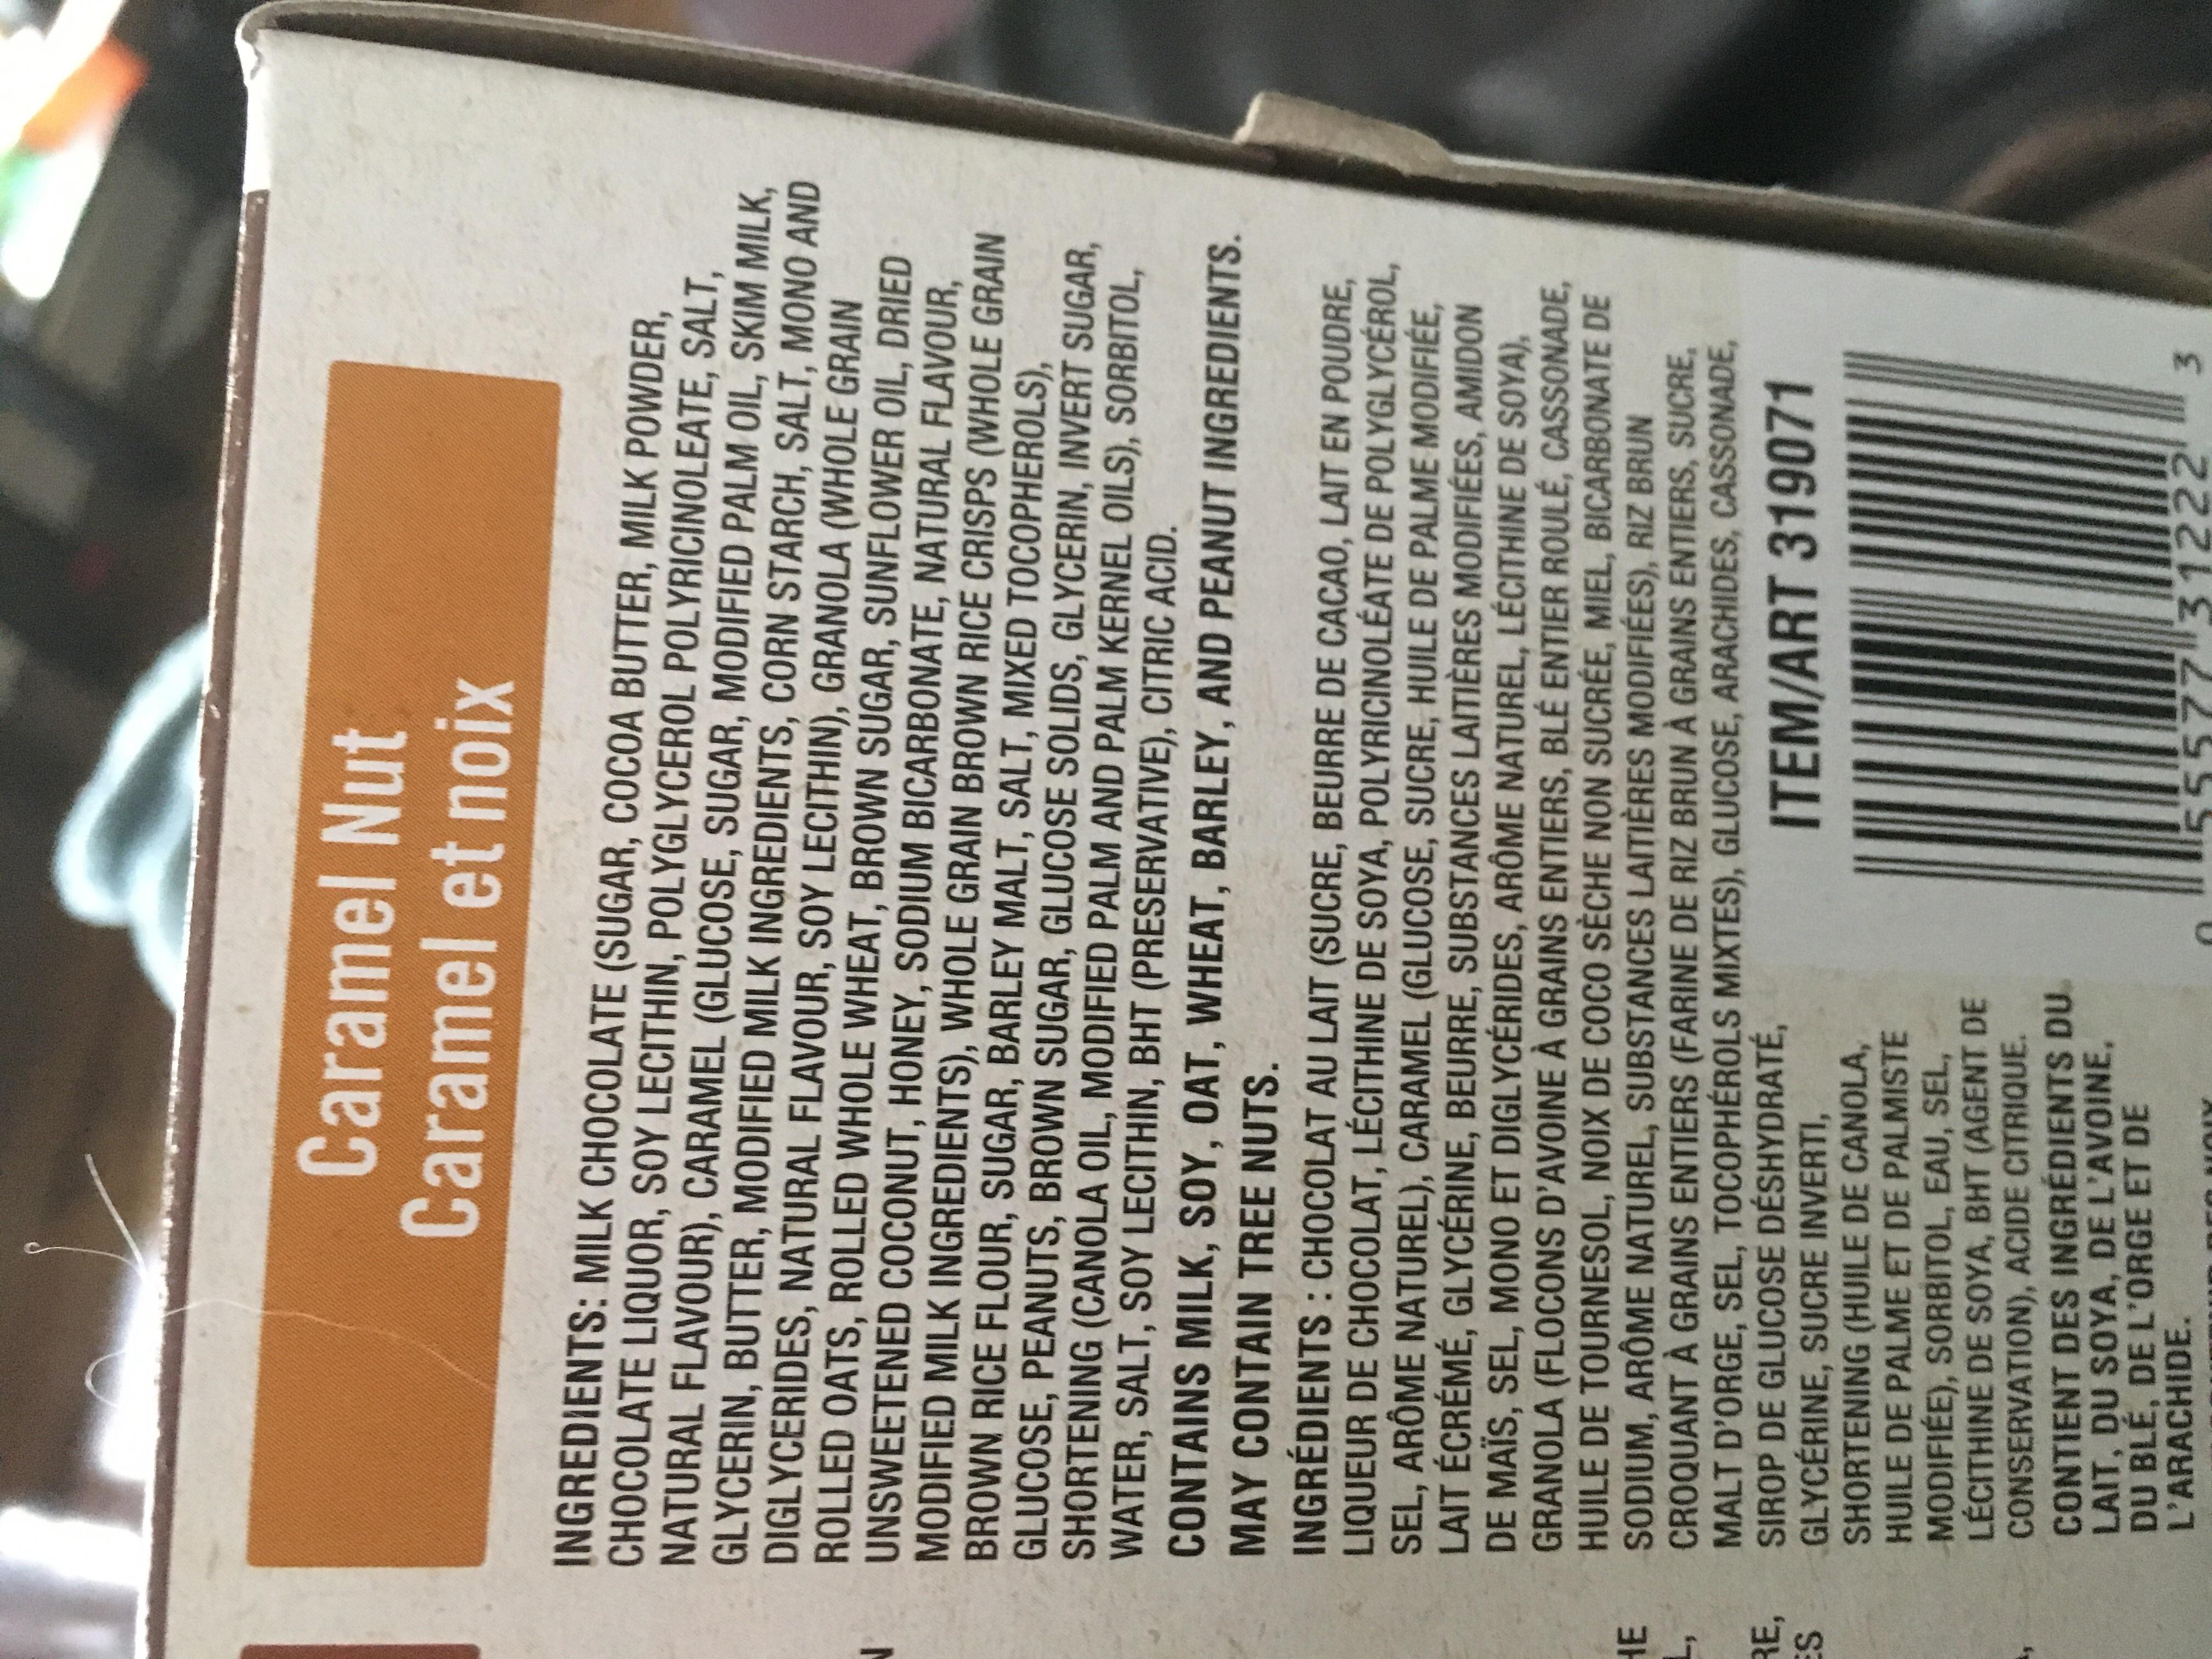 Caramel Nut
Caramel et noix
INGREDIENTS: MILK CHOCOLATE (SUGAR, COCOA BUTTER, MILK POWDER,
CHOCOLATE LIQUOR, SOY LECITHIN, POLYGLYCEROL POLYRICINOLEATE, SALT,
NATURAL FLAVOUR), CARAMEL (GLUCOSE, SUGAR, MODIFIED PALM OIL, SKIM MILK,
GLYCERIN, BUTTER, MODIFIED MILK INGREDIENTS, CORN STARCH, SALT, MONO AND
DIGLYCERIDES, NATURAL FLAVOUR, SOY LECITHIN), GRANOLA (WHOLE GRAIN
ROLLED OATS, ROLLED WHOLE WHEAT, BROWN SUGAR, SUNFLOWER OIL, DRIED
UNSWEETENED COCONUT, HONEY, SODIUM BICARBONATE, NATURAL FLAVOUR,
MODIFIED MILK INGREDIENTS), WHOLE GRAIN BROWN RICE CRISPS (WHOLE GRAIN
BROWN RICE FLOUR, SUGAR, BARLEY MALT, SALT, MIXED TOCOPHEROLS),
GLUCOSE, PEANUTS, BROWN SUGAR, GLUCOSE SOLIDS, GLYCERIN, INVERT SUGAR,
SHORTENING (CANOLA OIL, MODIFIED PALM AND PALM KERNEL OILS), SORBITOL,
WATER, SALT, SOY LECITHIN, BHT (PRESERVATIVE), CITRIC ACID.
CONTAINS MILK, SOY, OAT, WHEAT, BARLEY, AND PEANUT INGREDIENTS.
MAY CONTAIN TREE NUTS.
INGRÉDIENTS : CHOCOLAT AU LAIT (SUCRE, BEURRE DE CACAO, LAIT EN POUDRE,
LIQUEUR DE CHOCOLAT, LÉCITHINE DE SOYA, POLYRICINOLÉATE DE POLYGLYCÉROL,
SEL, ARÔME NATUREL), CARAMEL (GLUCOSE, SUCRE, HUILE DE PALME MODIFIÉE,
LAIT ÉCRÉMÉ, GLYCÉRINE, BEURRE, SUBSTANCES LAITIÈRES MODIFIÉES, AMIDON
DE MAÏS, SEL, MONO ET DIGLYCÉRIDES, ARÔME NATUREL, LÉCITHINE DE SOYA),
GRANOLA (FLOCONS D'AVOINE À GRAINS ENTIERS, BLÉ ENTIER ROULÉ, CASSONADE,
HUILE DE TOURNESOL, NOIX DE COCO SÈCHE NON SUCRÉE, MIEL, BICARBONATE DE
SODIUM, ARÔME NATUREL, SUBSTANCES LAITIÈRES MODIFIÉES), RIZ BRUN
CROQUANT À GRAINS ENTIERS (FARINE DE RIZ BRUN À GRAINS ENTIERS, SUCRE,
MALT D'ORGE, SEL, TOCOPHÉROLS MIXTES), GLUCOSE, ARACHIDES, CASSONADE,
SIROP DE GLUCOSE DÉSHYDRATÉ,
GLYCÉRINE, SUCRE INVERTI,
SHORTENING (HUILE DE CANOLA,
HUILE DE PALME ET DE PALMISTE
MODIFIÉE), SORBITOL, EAU, SEL,
LÉCITHINE DE SOYA, BHT (AGENT DE
CONSERVATION), ACIDE CITRIQUE.
CONTIENT DES INGRÉDIENTS DU
LAIT, DU SOYA, DE L'AVOINE,
DU BLÉ, DE L'ORGE ET DE
L'ARACHIDE.
ITEM/ART 319071
0 55577 31222 3